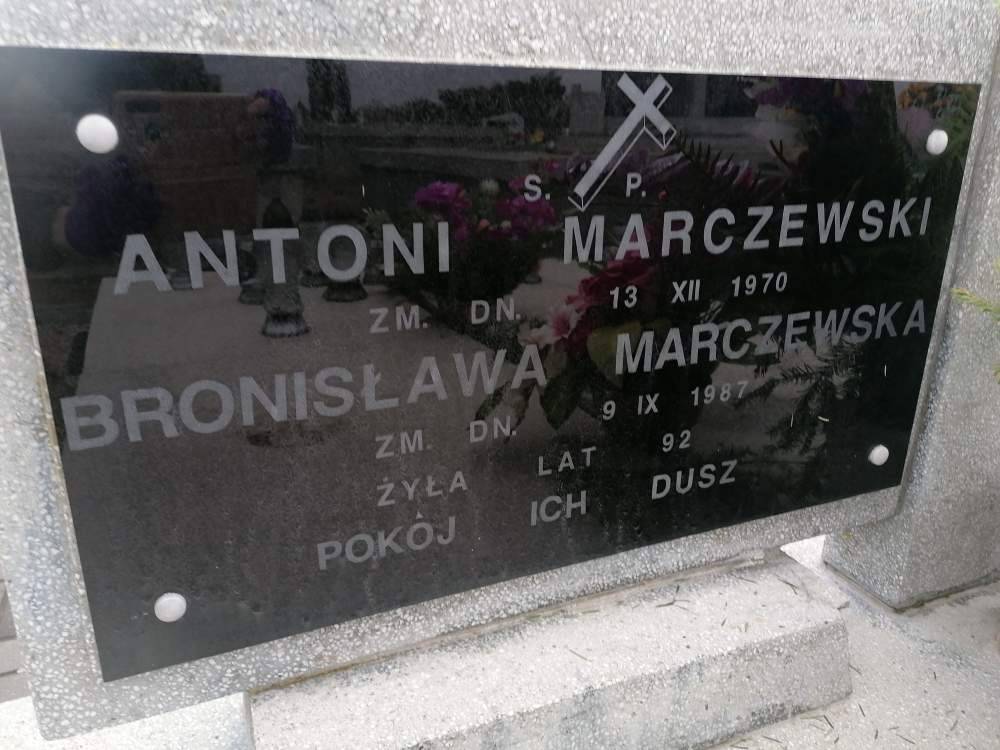 S. P.
ANTONI MARCZEWSKI
ZM. DN. 13 XII 1970
BRONISŁAWA MARCZEWSKA
ZM. DN. 9 IX 1987
ŻYŁA LAT 92
POKÓJ ICH DUSZ